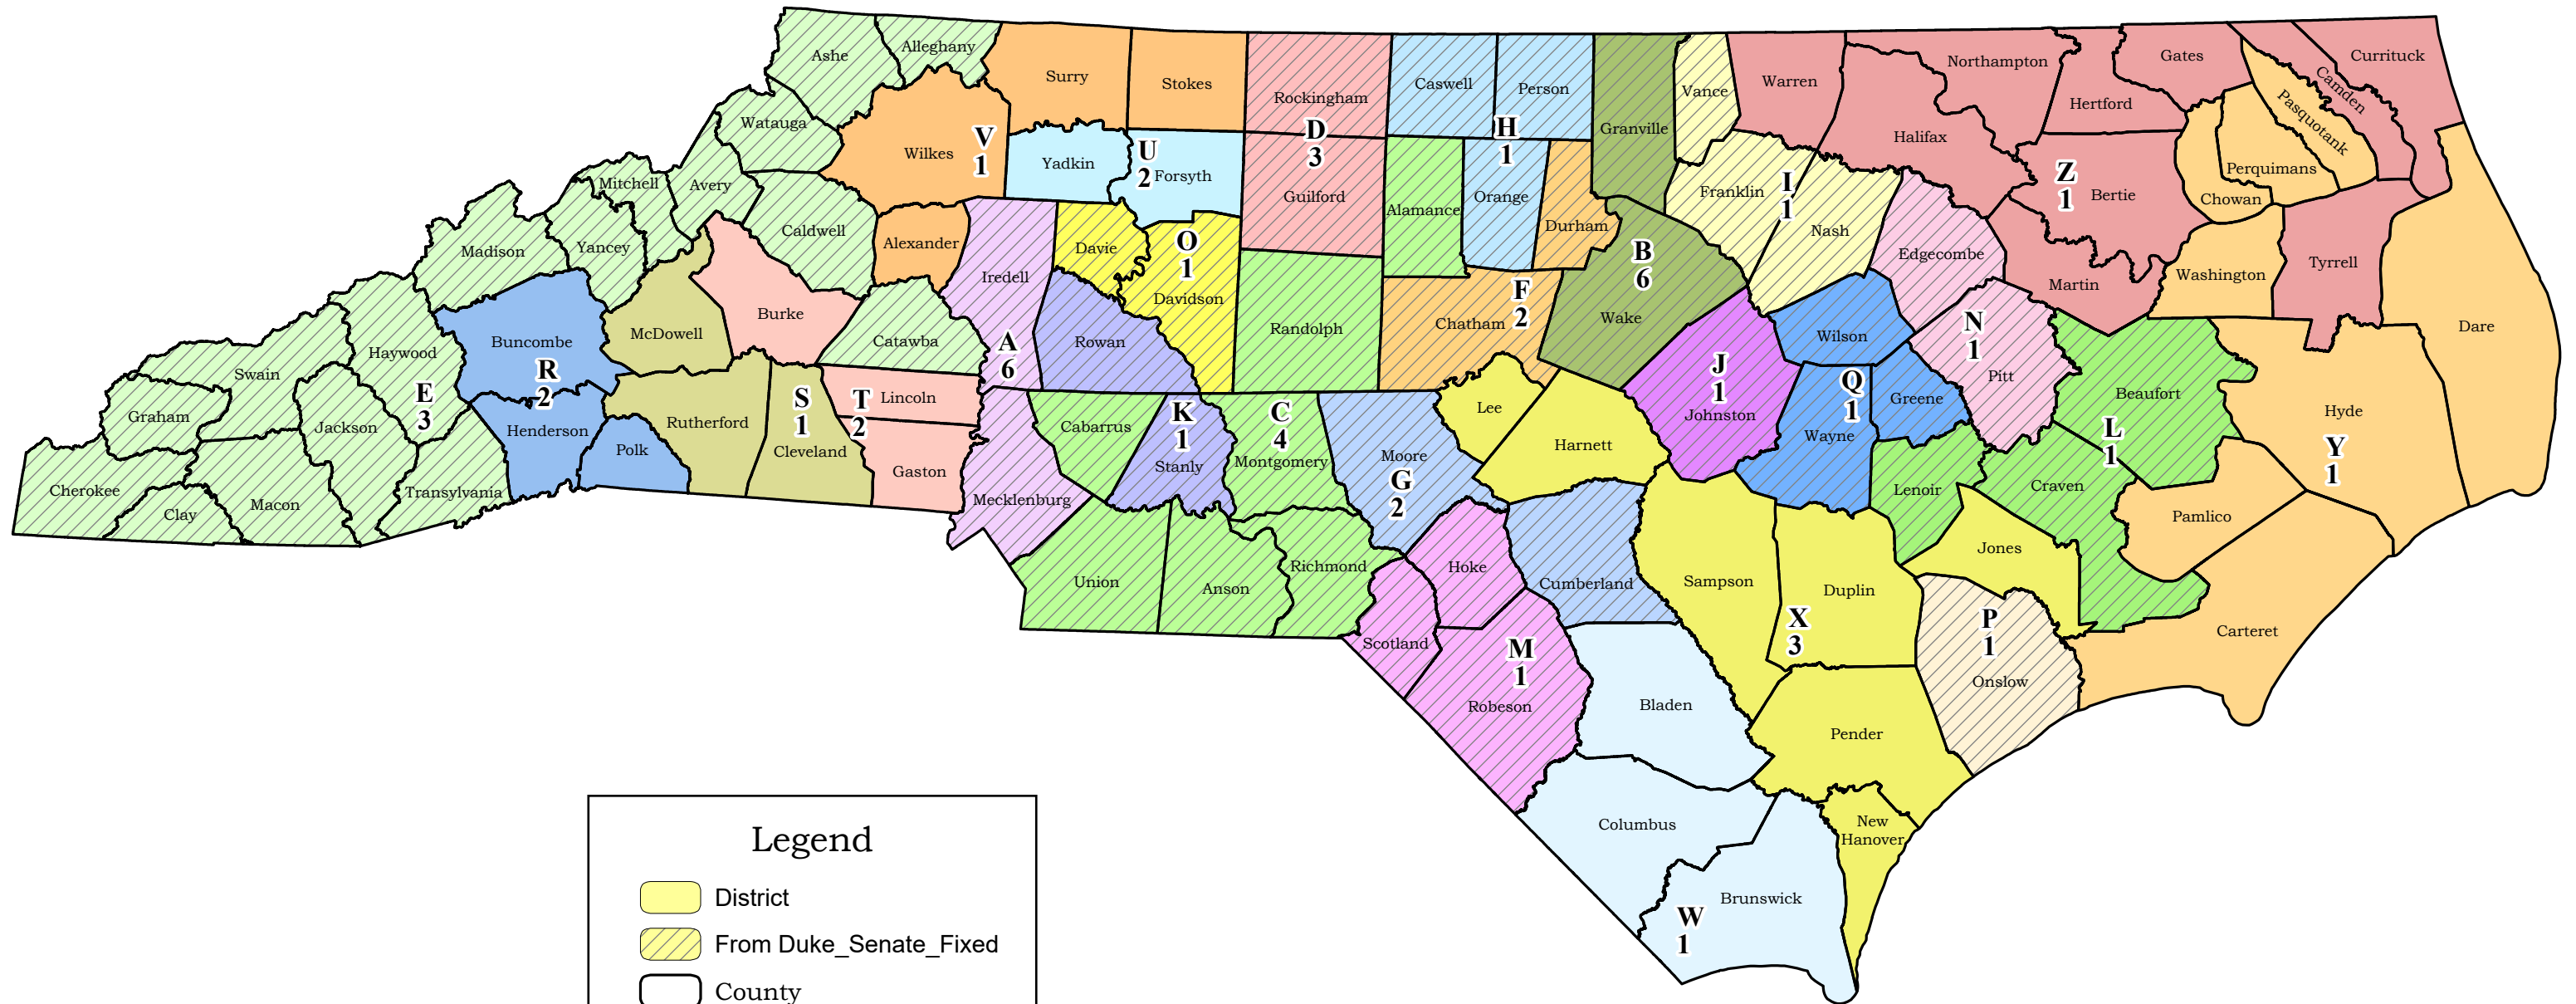 Ashe
Alleghany
Surry
Stokes
Rockingham
Caswell
Person
Granville
Vance
Warren
Northampton
Gates
Currituck
Camden
Pasquotank
Hertford
Halifax
Watauga
Wilkes
V
1
Yadkin
U
2
Forsyth
D
3
Guilford
H
1
Alamance
Orange
Durham
Franklin
I
1
Nash
Z
1
Bertie
Perquimans
Chowan
Mitchell
Avery
Caldwell
Alexander
Madison
Yancey
Iredell
Davie
O
1
Davidson
Randolph
F
2
Chatham
B
6
Wake
Edgecombe
Martin
Washington
Tyrrell
Dare
Buncombe
R
2
McDowell
Burke
Catawba
A
6
Rowan
J
1
Johnston
Wilson
N
1
Pitt
Beaufort
Hyde
Y
1
Haywood
Swain
Graham
E
3
Jackson
Henderson
Polk
Rutherford
S
1
Cleveland
T
2
Lincoln
Gaston
Cabarrus
K
1
Stanly
C
4
Montgomery
Moore
G
2
Lee
Harnett
Q
1
Wayne
Greene
L
1
Lenoir
Craven
Pamlico
Cherokee
Clay
Macon
Transylvania
Mecklenburg
Union
Anson
Richmond
Hoke
Scotland
Cumberland
Sampson
Duplin
X
3
Jones
P
1
Onslow
Carteret
M
1
Robeson
Bladen
Pender
Columbus
New
Hanover
Brunswick
W
1
Legend
District
From Duke_Senate_Fixed
County